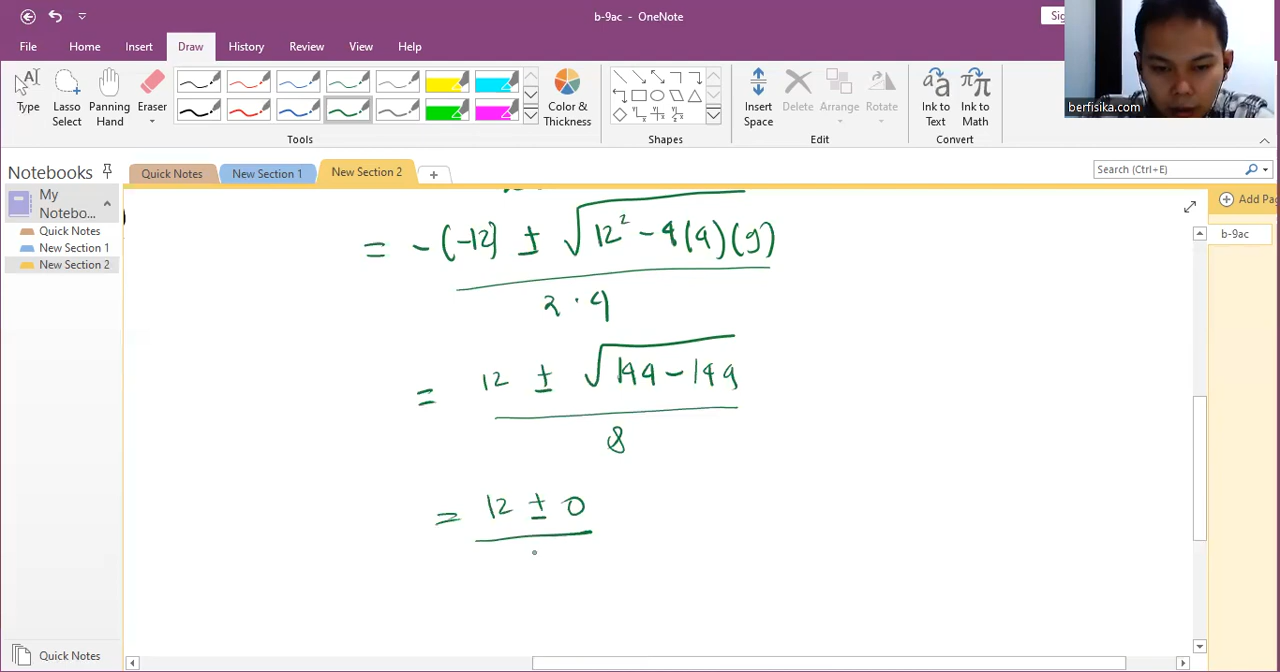 b-9ac - OneNote
File Home Insert Draw History Review View Help
berfisika.com
Type Lasso Select Panning Hand Eraser
Color & Thickness
Insert Space Delete Arrange Rotate
Ink to Text Ink to Math
Tools Shapes Edit Convert
Notebooks
Quick Notes New Section 1 New Section 2
Search (Ctrl+E)
My Notebo...
Quick Notes
New Section 1
New Section 2
Add Pag
b-9ac
= -(-12) ± √12² - 4(4)(9)
2 · 4
= 12 ± √144 - 144
8
= 12 ± 0
Quick Notes